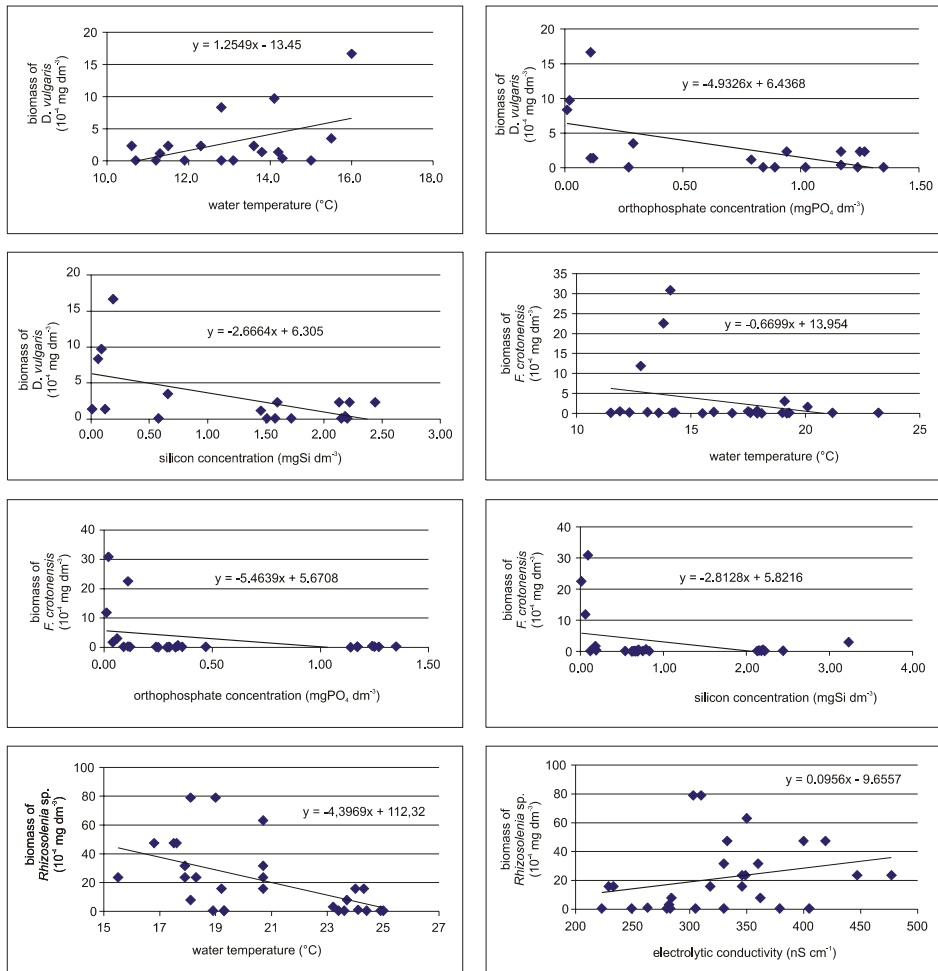 biomass of
D. vulgaris
(10⁻⁴ mg dm⁻³)
20
15
10
5
0
y = 1.2549x - 13.45
10.0 12.0 14.0 16.0 18.0
water temperature (°C)
biomass of
D. vulgaris
(10⁻⁴ mg dm⁻³)
20
15
10
5
0
y = -4.9326 + 6.4368
0.00 0.50 1.00 1.50
orthophosphate concentration (mgPO₄ dm⁻³)
biomass of
D. vulgaris
(10⁻⁴ mg dm⁻³)
20
15
10
5
0
y = -2.6664 + 6.305
0.00 0.50 1.00 1.50 2.00 2.50 3.00
silicon concentration (mgSi dm⁻³)
biomass of
F. crotonensis
(10⁻⁴ mg dm⁻³)
35
30
25
20
15
10
5
0
y = -0.6699x + 13.954
10 15 20 25
water temperature (°C)
biomass of
F. crotonensis
(10⁻⁴ mg dm⁻³)
40
30
20
10
0
y = -5.4639x + 5.6708
0.00 0.50 1.00 1.50
orthophosphate concentration (mgPO₄ dm⁻³)
biomass of
F. crotonensis
(10⁻⁴ mg dm⁻³)
40
30
20
10
0
y = -2.8128x + 5.8216
0.00 1.00 2.00 3.00 4.00
silicon concentration (mgSi dm⁻³)
biomass of
Rhizosolenia sp.
(10⁻⁴ mg dm⁻³)
100
80
60
40
20
0
y = -4,3969x + 112,32
15 17 19 21 23 25 27
water temperature (°C)
biomass of
Rhizosolenia sp.
(10⁻⁴ mg dm⁻³)
100
80
60
40
20
0
y = 0.0956x - 9.6557
200 250 300 350 400 450 500
electrolytic conductivity (nS cm⁻¹)